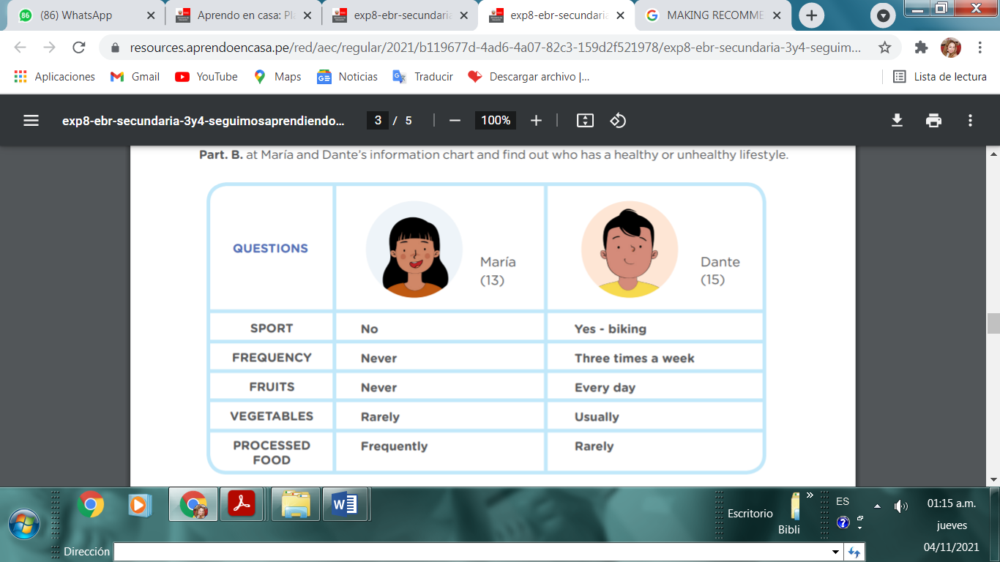 86 (86) WhatsApp
Aprendo en casa: Pl
exp8-ebr-secundaria
exp8-ebr-secundaria
MAKING RECOMME
resources.aprendoencasa.pe/red/aec/regular/2021/b119677d-4ad6-4a07-82c3-159d2f521978/exp8-ebr-secundaria-3y4-seguim...
Aplicaciones Gmail YouTube Maps Noticias Traducir Descargar archivo |... Lista de lectura
exp8-ebr-secundaria-3y4-seguimosaprendiendo... 3 / 5 100%
Part. B. at María and Dante's information chart and find out who has a healthy or unhealthy lifestyle.
QUESTIONS
María
(13)
Dante
(15)
SPORT No Yes - biking
FREQUENCY Never Three times a week
FRUITS Never Every day
VEGETABLES Rarely Usually
PROCESSED FOOD Frequently Rarely
Escritorio
Bibli
ES
01:15 a.m.
jueves
04/11/2021
Dirección